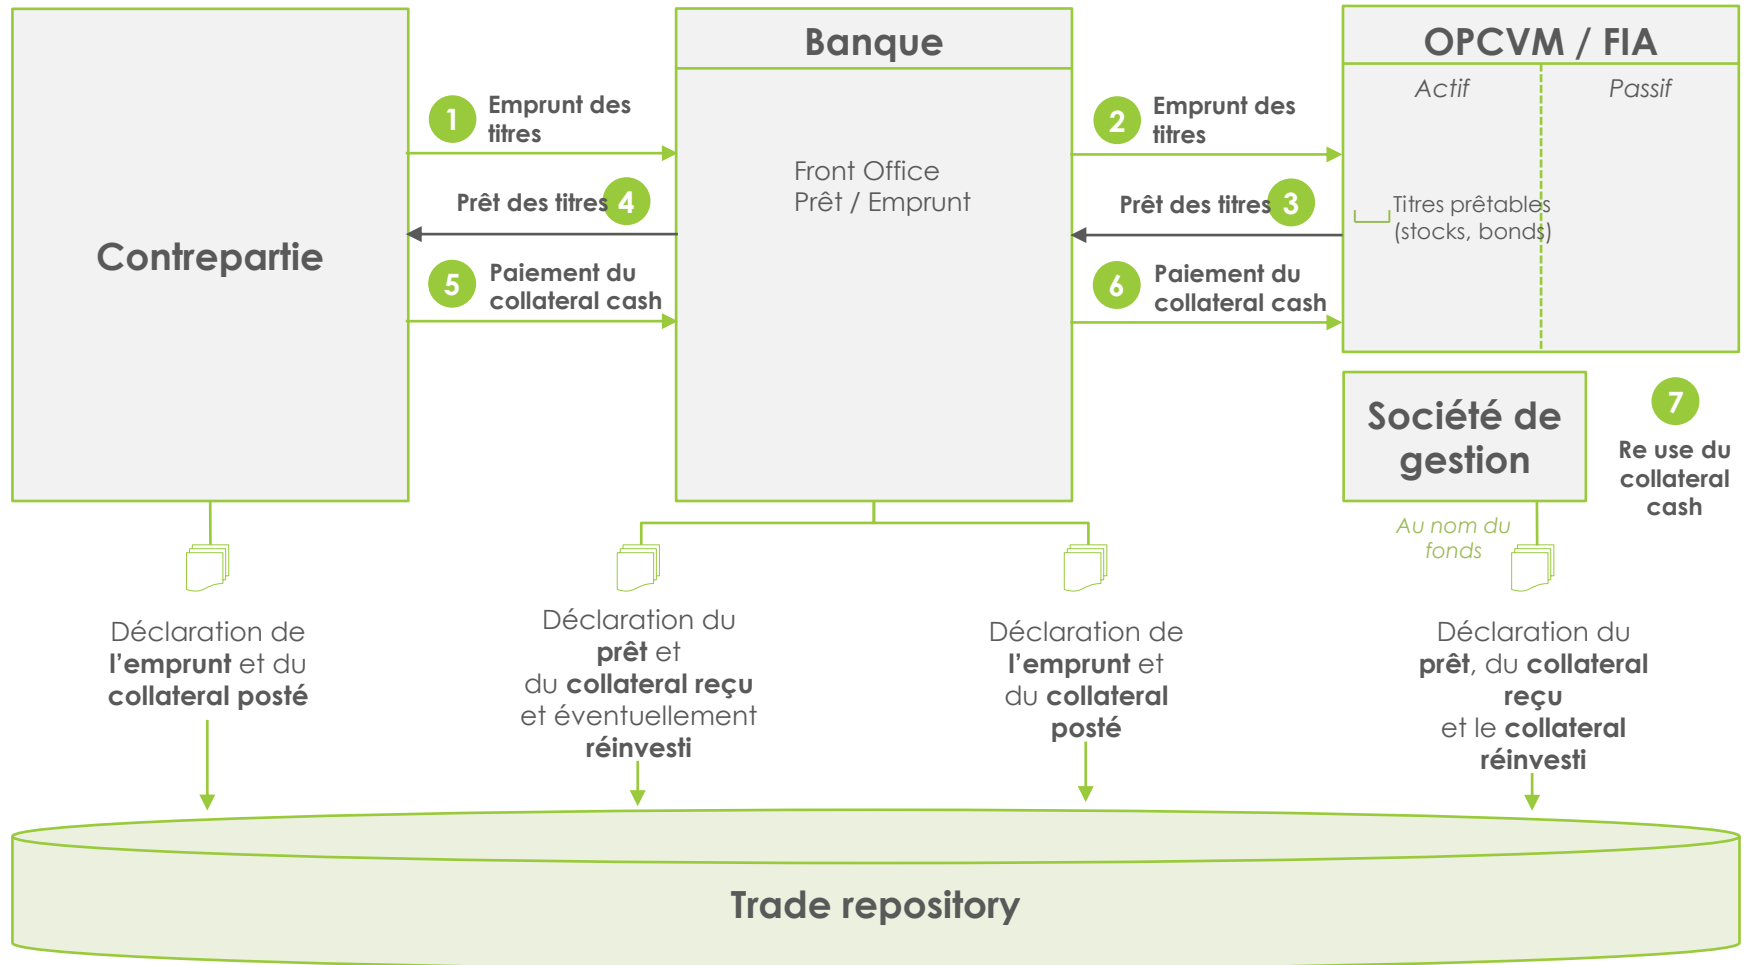 Banque
OPCVM / FIA
Actif
Passif
1
Emprunt des
titres
2
Emprunt des
titres
Front Office
Prêt / Emprunt
Prêt des titres
4
Prêt des titres
3
Titres prêtables
(stocks, bonds)
Contrepartie
5
Paiement du
collateral cash
6
Paiement du
collateral cash
Société de
gestion
7
Re use du
collateral
cash
Au nom du
fonds
Déclaration de
l’emprunt et du
collateral posté
Déclaration du
prêt et
du collateral reçu
et éventuellement
réinvesti
Déclaration de
l’emprunt et
du collateral
posté
Déclaration du
prêt, du collateral
reçu
et le collateral
réinvesti
Trade repository